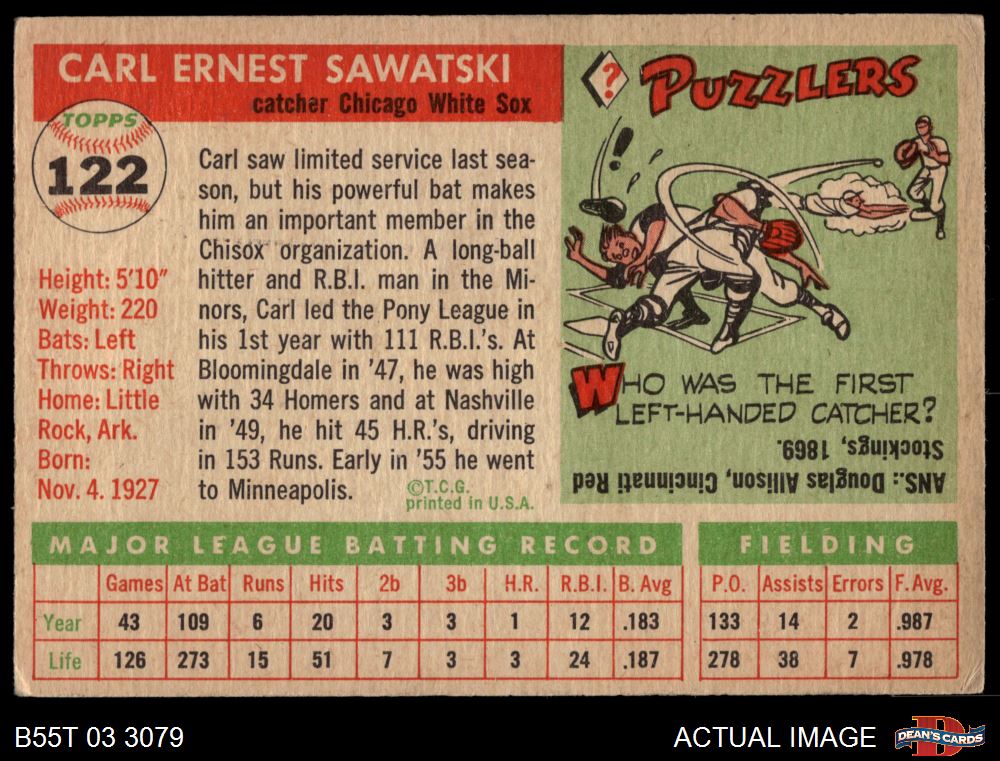 CARL ERNEST SAWATSKI
catcher Chicago White Sox
TOPPS
122
Height: 5'10"
Weight: 220
Bats: Left
Throws: Right
Home: Little
Rock, Ark.
Born:
Nov. 4. 1927
Carl saw limited service last sea-
son, but his powerful bat makes
him an important member in the
Chisox organization. A long-ball
hitter and R.B.I. man in the Mi-
nors, Carl led the Pony League in
his 1st year with 111 R.B.I.'s. At
Bloomingdale in '47, he was high
with 34 Homers and at Nashville
in '49, he hit 45 H.R.'s, driving
in 153 Runs. Early in '55 he went
to Minneapolis.
©T.C.G.
printed in U.S.A.
?
PUZZLERS
!
WHO WAS THE FIRST
LEFT-HANDED CATCHER?
ANS.: Douglas Allison, Cincinnati Red
Stockings, 1869.
MAJOR LEAGUE BATTING RECORD
Games At Bat Runs Hits 2b 3b H.R. R.B.I. B. Avg
Year 43 109 6 20 3 3 1 12 .183
Life 126 273 15 51 7 3 3 24 .187
FIELDING
P.O. Assists Errors F. Avg.
133 14 2 .987
278 38 7 .978
B55T 03 3079
ACTUAL IMAGE
D
DEAN'S CARDS